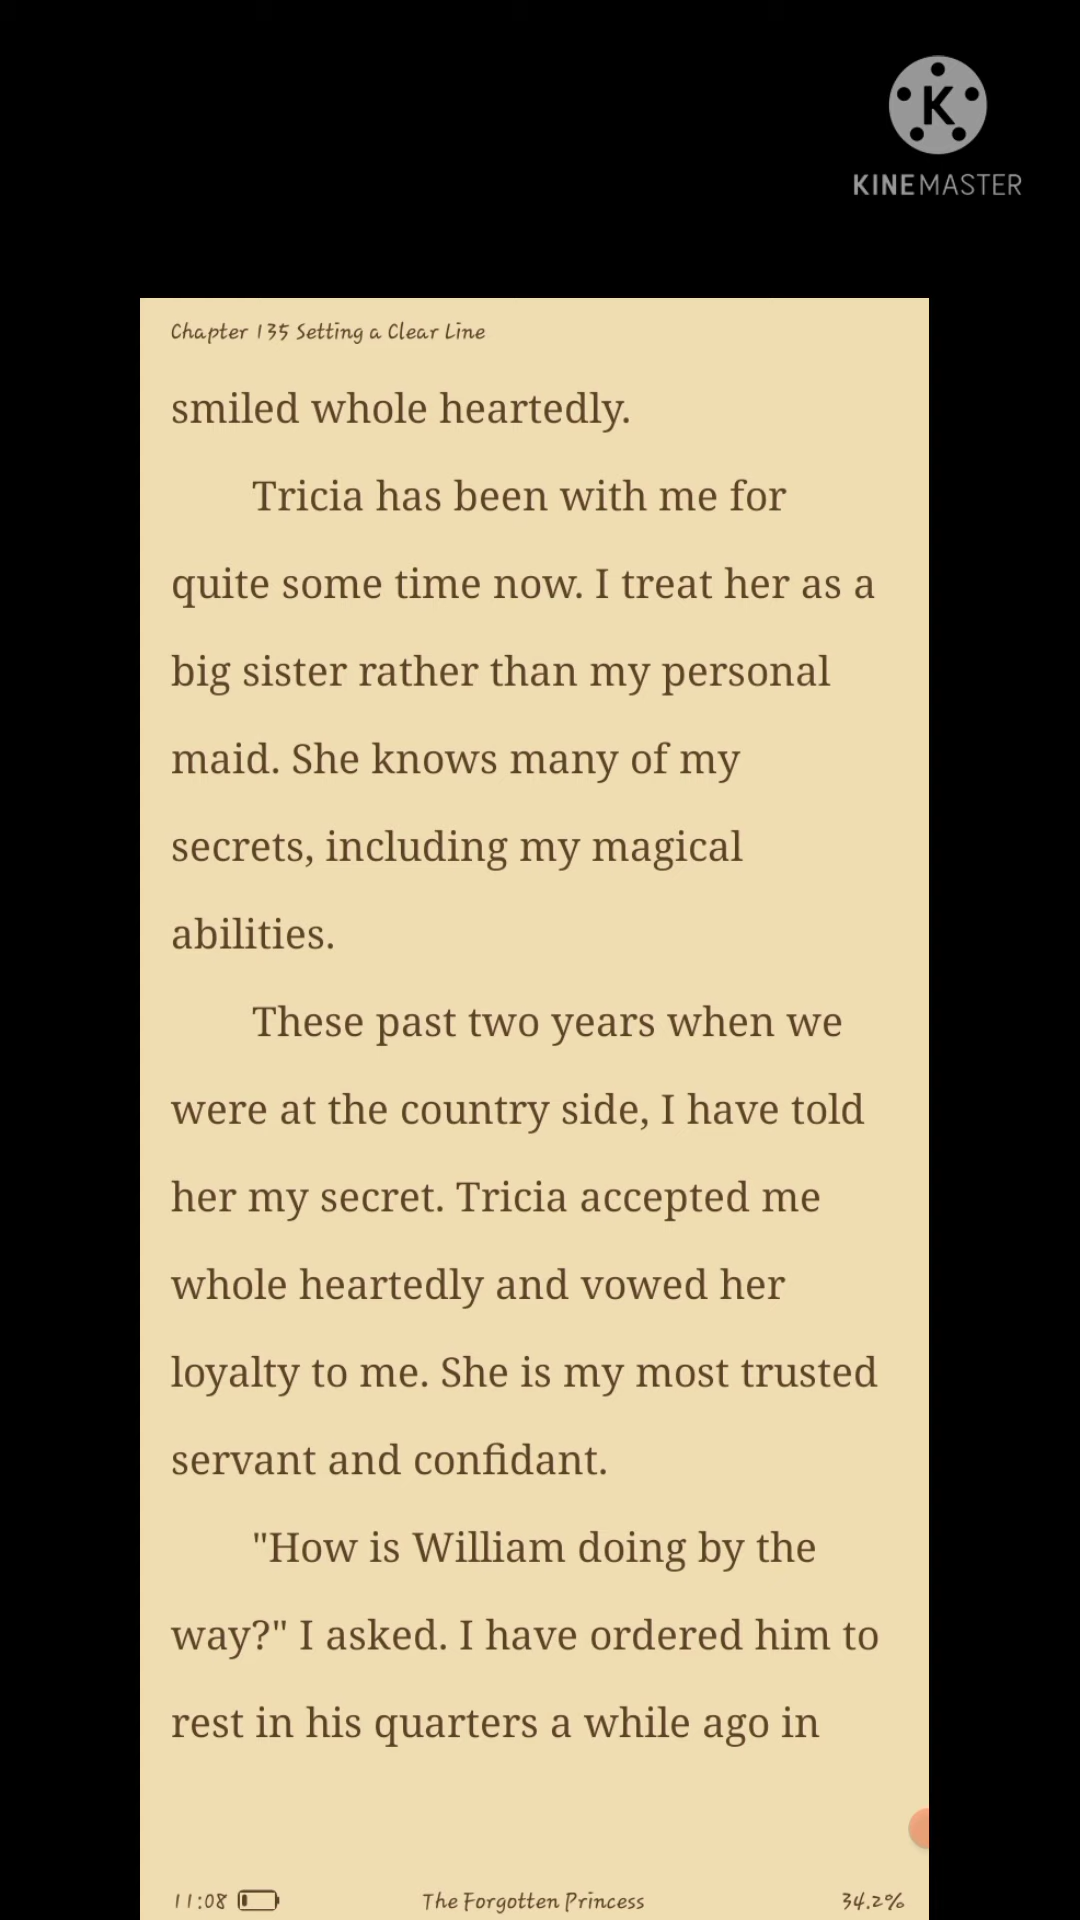 K
KINEMASTER
Chapter 135 Setting a Clear Line
smiled whole heartedly.
Tricia has been with me for
quite some time now. I treat her as a
big sister rather than my personal
maid. She knows many of my
secrets, including my magical
abilities.
These past two years when we
were at the country side, I have told
her my secret. Tricia accepted me
whole heartedly and vowed her
loyalty to me. She is my most trusted
servant and confidant.
"How is William doing by the
way?" I asked. I have ordered him to
rest in his quarters a while ago in
11:08 The Forgotten Princess 34.2%